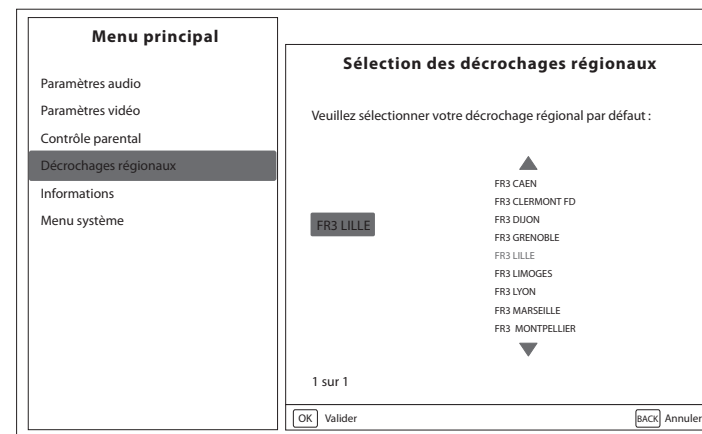 Menu principal
Paramètres audio
Paramètres vidéo
Contrôle parental
Décrochages régionaux
Informations
Menu système
Sélection des décrochages régionaux
Veuillez sélectionner votre décrochage régional par défaut :
FR3 LILLE
FR3 CAEN
FR3 CLERMONT FD
FR3 DIJON
FR3 GRENOBLE
FR3 LILLE
FR3 LIMOGES
FR3 LYON
FR3 MARSEILLE
FR3 MONTPELLIER
1 sur 1
OK Valider
BACK Annuler